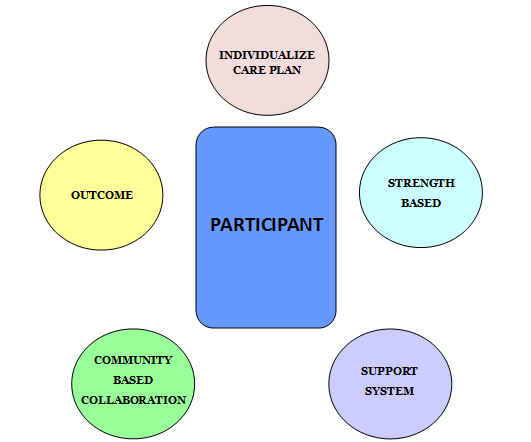 INDIVIDUALIZE
CARE PLAN
OUTCOME
STRENGTH
BASED
PARTICIPANT
COMMUNITY
BASED
COLLABORATION
SUPPORT
SYSTEM